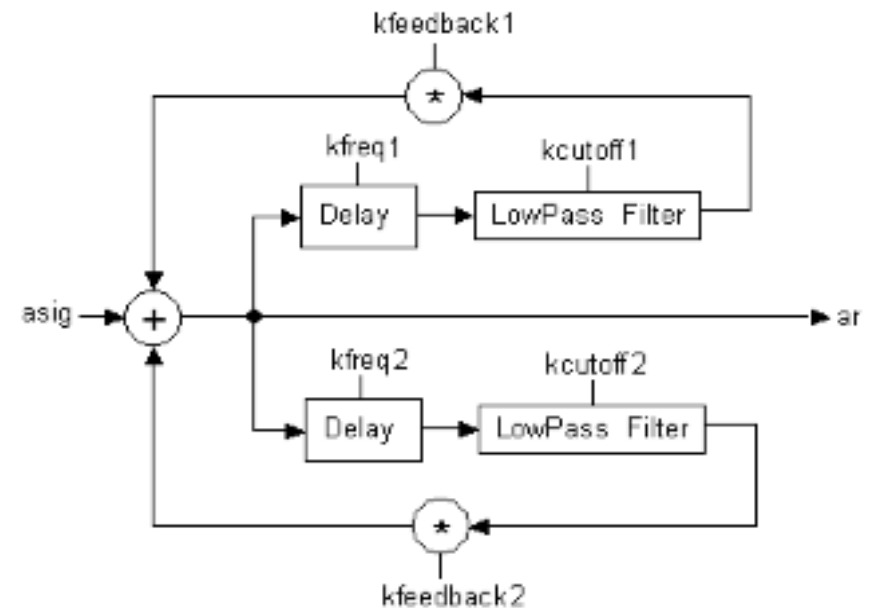 kfeedback1
*
kfreq1
kcutoff1
Delay
LowPass Filter
asig
+
ar
kfreq2
kcutoff2
Delay
LowPass Filter
*
kfeedback2